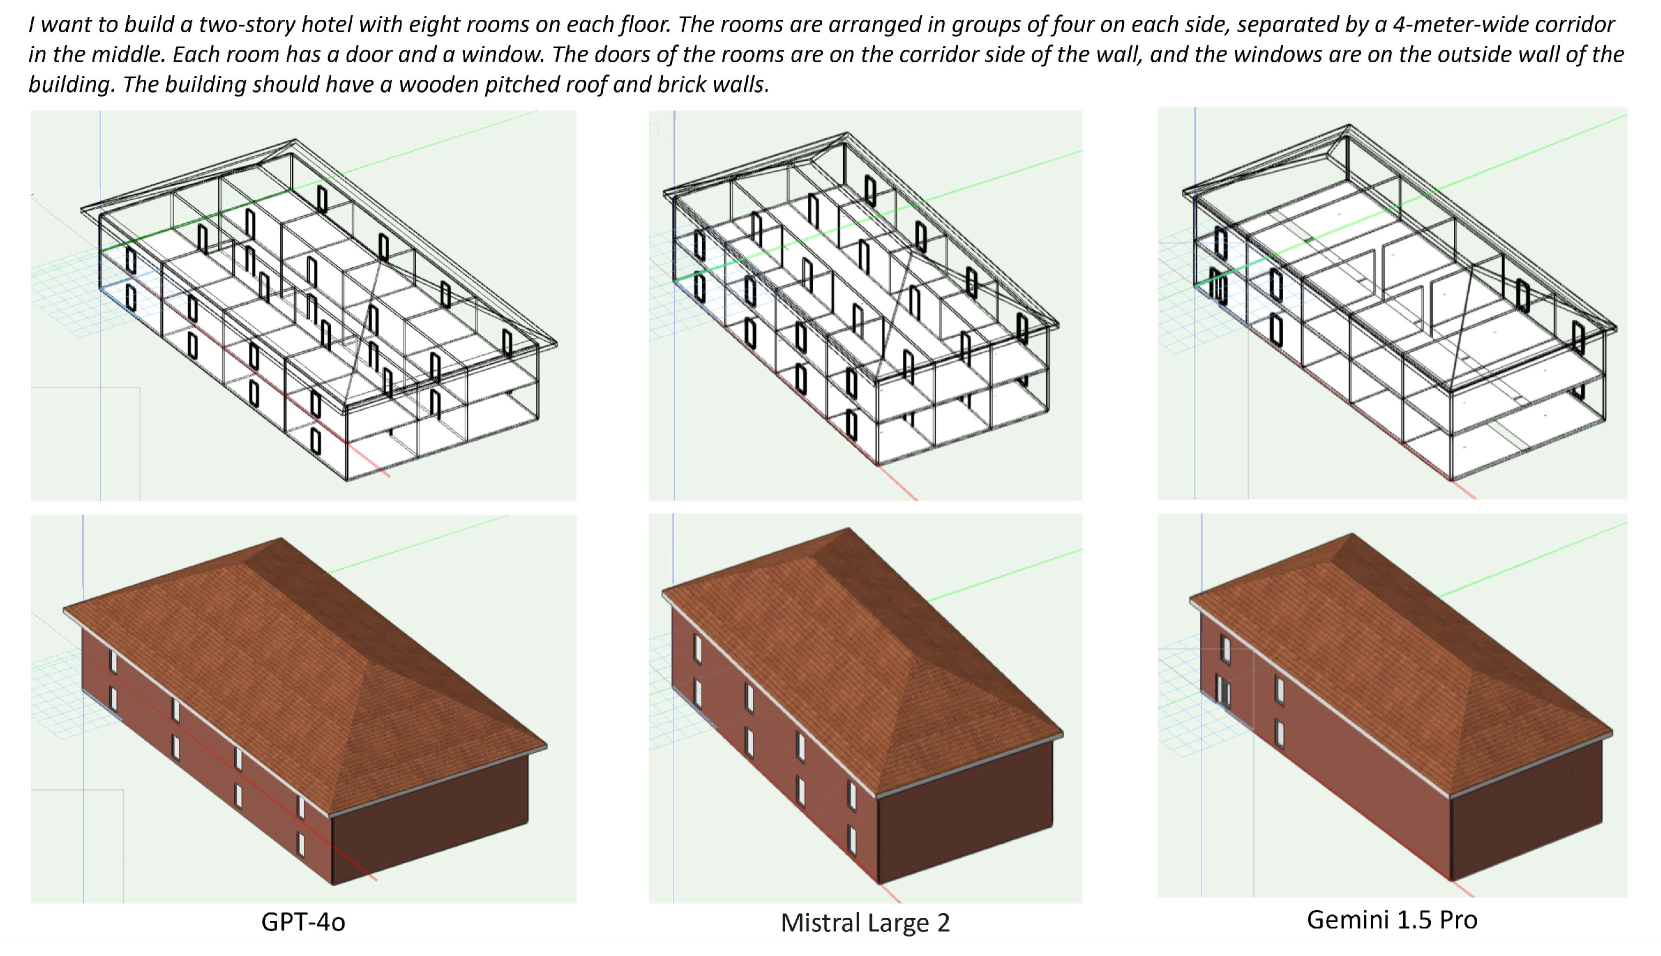 I want to build a two-story hotel with eight rooms on each floor. The rooms are arranged in groups of four on each side, separated by a 4-meter-wide corridor
in the middle. Each room has a door and a window. The doors of the rooms are on the corridor side of the wall, and the windows are on the outside wall of the
building. The building should have a wooden pitched roof and brick walls.
GPT-4o
Mistral Large 2
Gemini 1.5 Pro